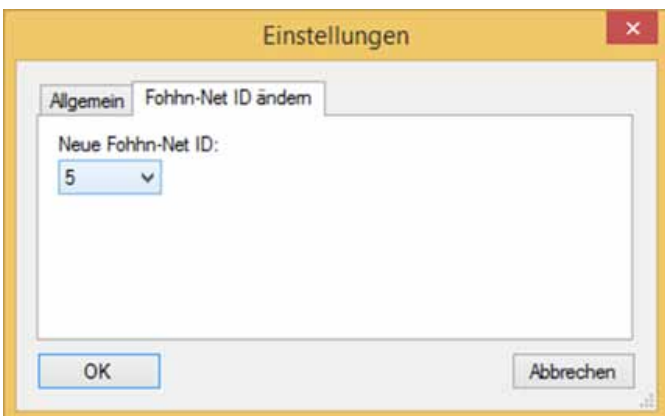 Einstellungen
Allgemein
Fohhn-Net ID ändern
Neue Fohhn-Net ID:
5
OK
Abbrechen